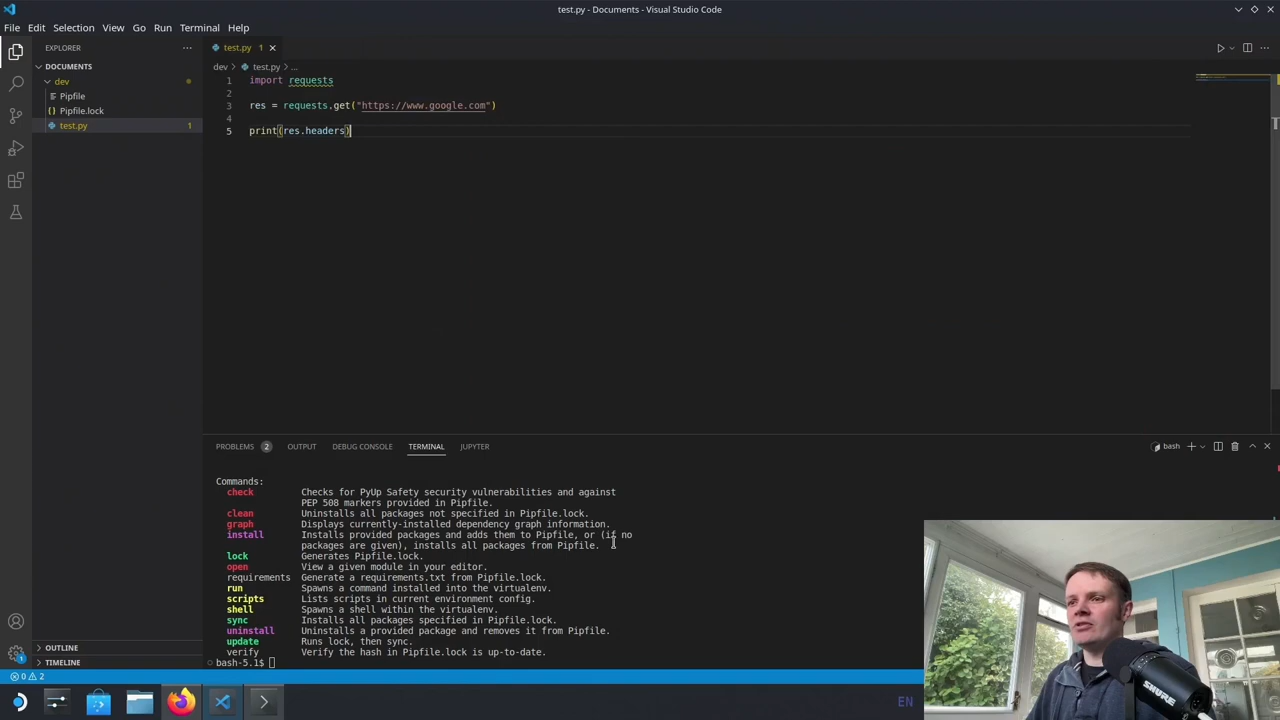 test.py - Documents - Visual Studio Code
File Edit Selection View Go Run Terminal Help
EXPLORER
DOCUMENTS
dev
Pipfile
Pipfile.lock
test.py 1
OUTLINE
TIMELINE
test.py 1
dev > test.py > ...
1 import requests
2
3 res = requests.get("https://www.google.com")
4
5 print(res.headers)
PROBLEMS 2 OUTPUT DEBUG CONSOLE TERMINAL JUPYTER
bash
Commands:
check Checks for PyUp Safety security vulnerabilities and against
PEP 508 markers provided in Pipfile.
clean Uninstalls all packages not specified in Pipfile.lock.
graph Displays currently-installed dependency graph information.
install Installs provided packages and adds them to Pipfile, or (if no
packages are given), installs all packages from Pipfile.
lock Generates Pipfile.lock.
open View a given module in your editor.
requirements Generate a requirements.txt from Pipfile.lock.
run Spawns a command installed into the virtualenv.
scripts Lists scripts in current environment config.
shell Spawns a shell within the virtualenv.
sync Installs all packages specified in Pipfile.lock.
uninstall Uninstalls a provided package and removes it from Pipfile.
update Runs lock, then sync.
verify Verify the hash in Pipfile.lock is up-to-date.
bash-5.1$
1
0 2
EN
SHURE